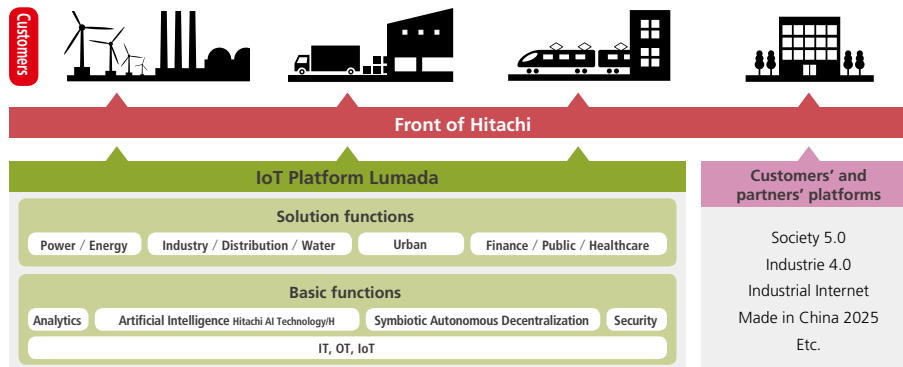 Customers
Front of Hitachi
IoT Platform Lumada
Solution functions
Power / Energy
Industry / Distribution / Water
Urban
Finance / Public / Healthcare
Basic functions
Analytics
Artificial Intelligence Hitachi AI Technology/H
Symbiotic Autonomous Decentralization
Security
IT, OT, IoT
Customers’ and
partners’ platforms
Society 5.0
Industrie 4.0
Industrial Internet
Made in China 2025
Etc.